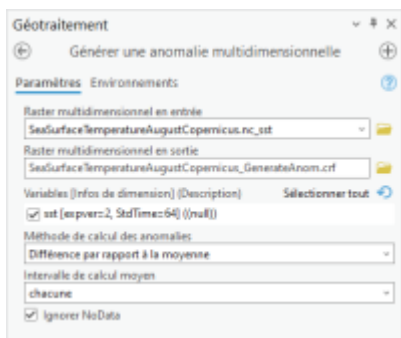 Géotraitement
Générer une anomalie multidimensionnelle
Paramètres Environnements
Raster multidimensionnel en entrée
SeaSurfaceTemperatureAugustCopernicus.nc_sst
Raster multidimensionnel en sortie
SeaSurfaceTemperatureAugustCopernicus_GenerateAnom.crf
Variables [Infos de dimension] (Description) Sélectionner tout
sst [expver=2, StdTime=64] ((null))
Méthode de calcul des anomalies
Différence par rapport à la moyenne
Intervalle de calcul moyen
chacune
Ignorer NoData